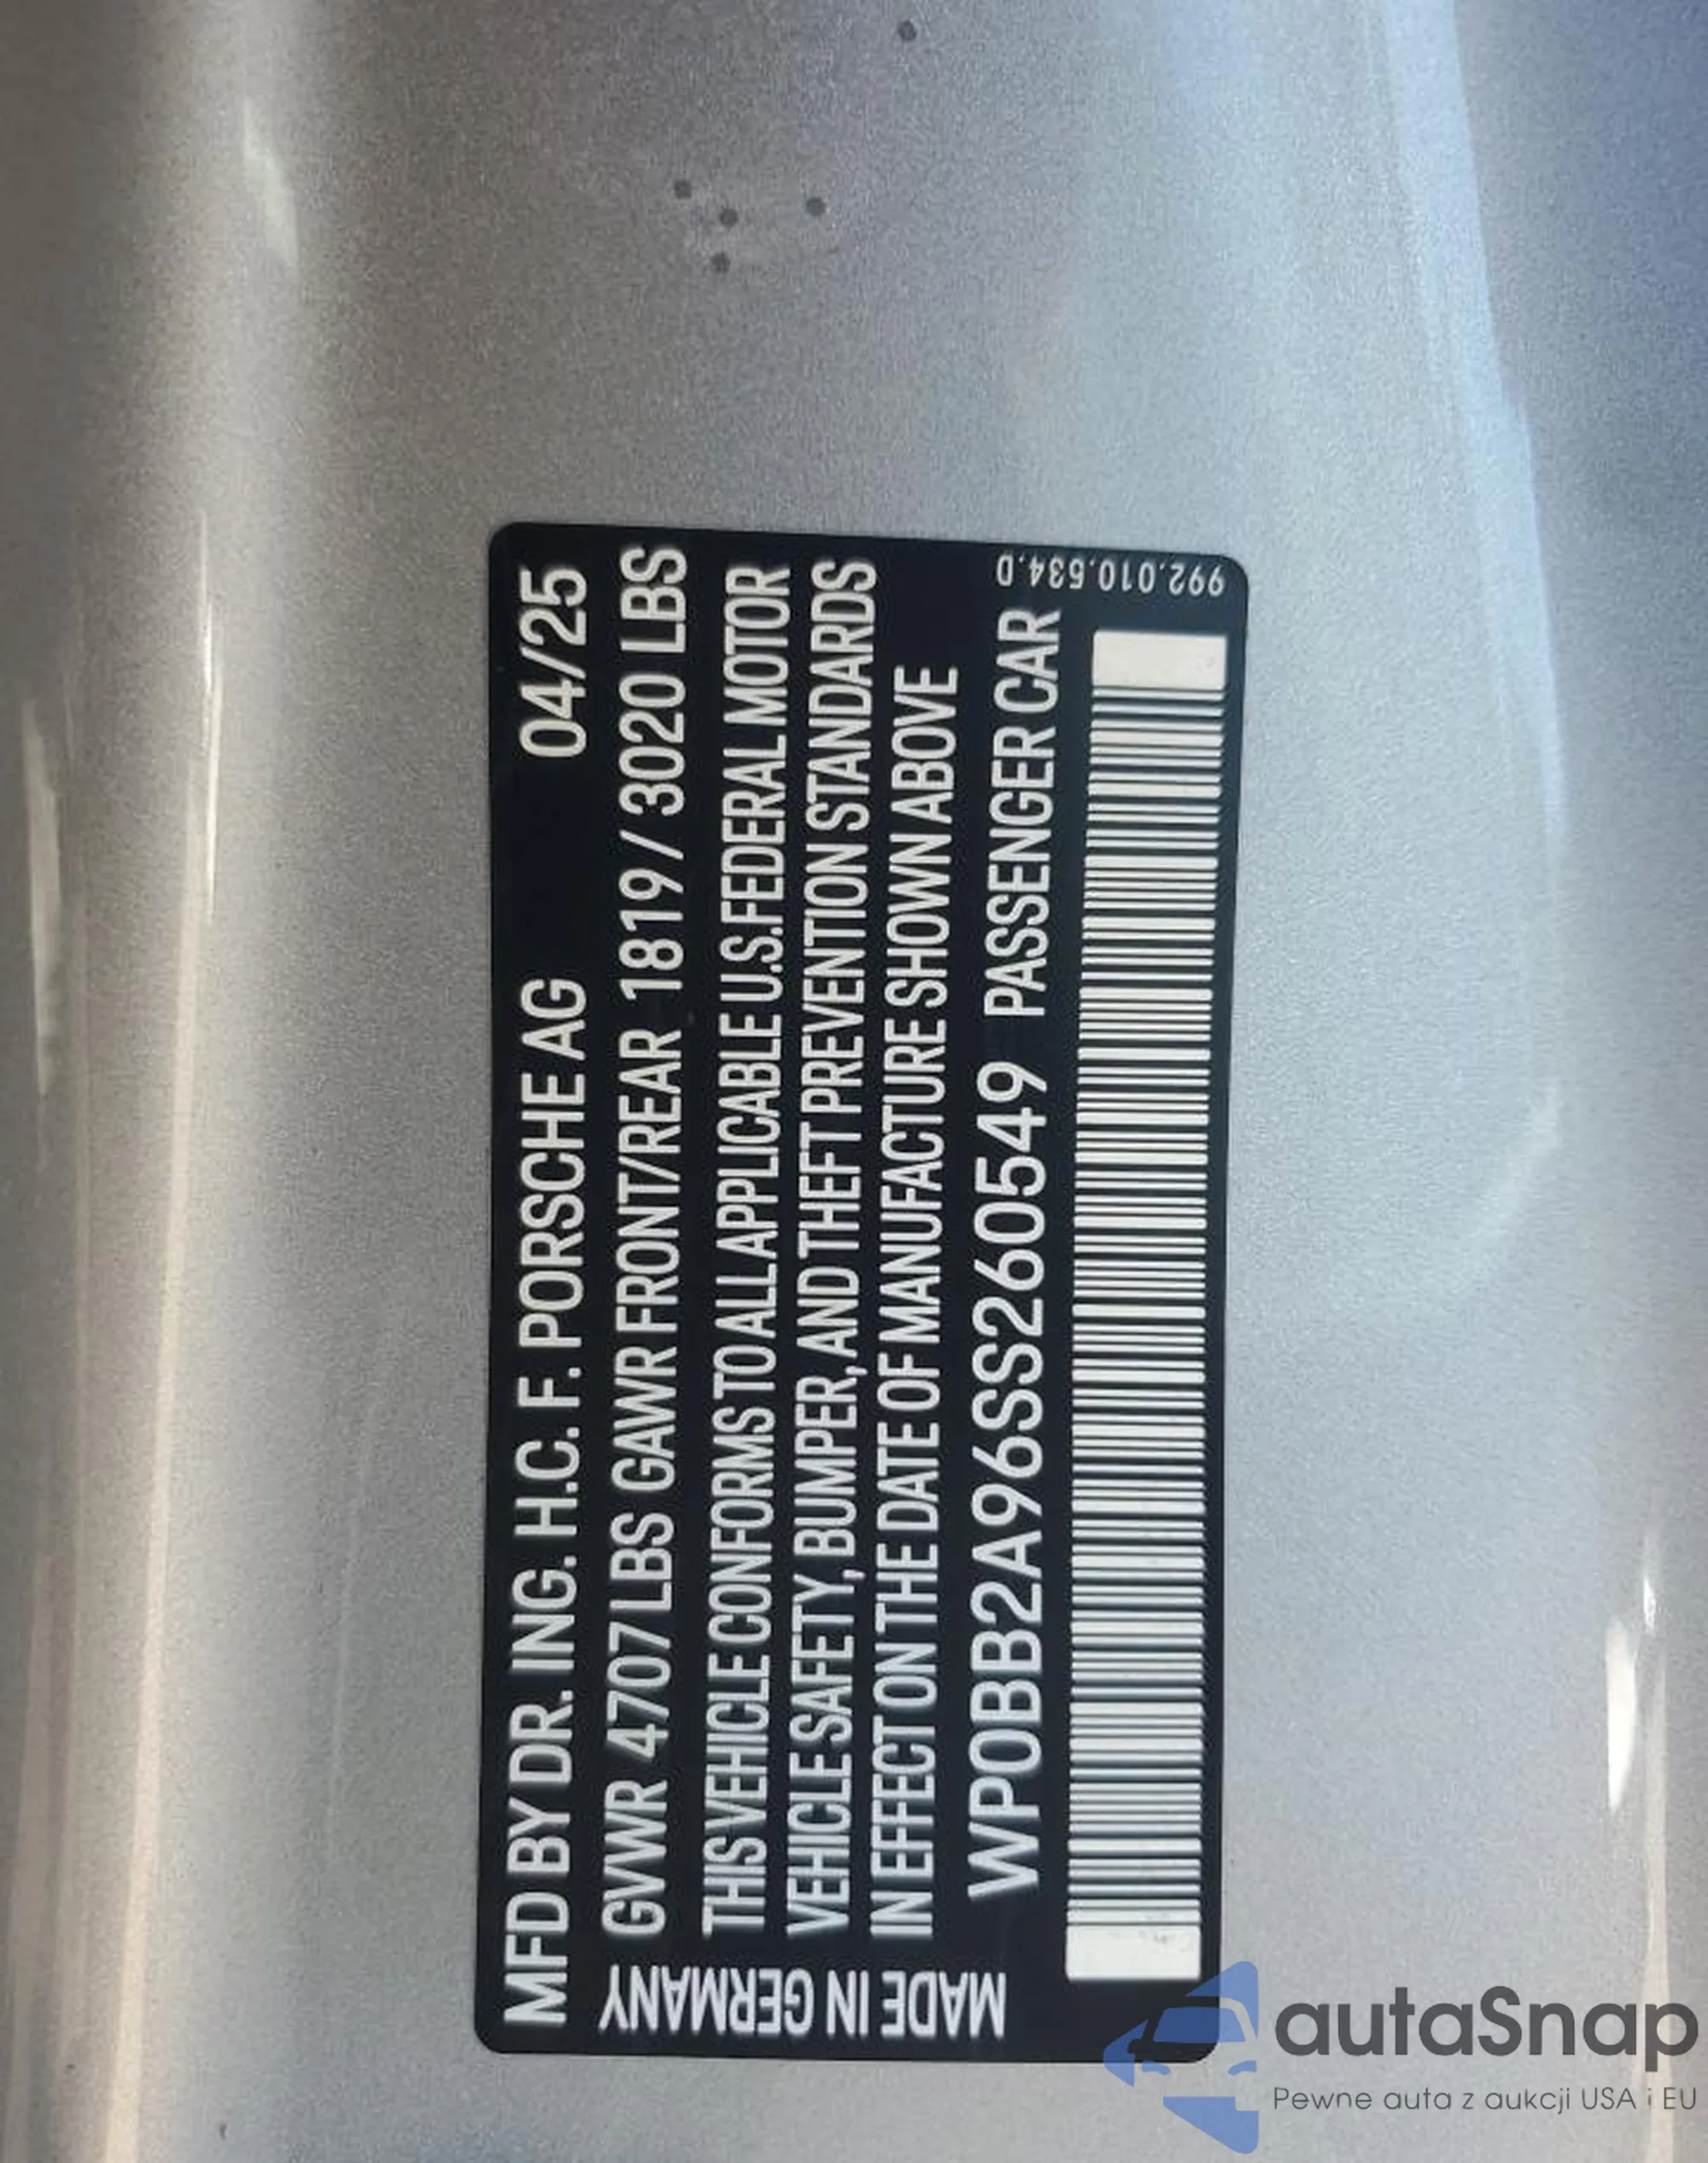 MFD BY DR. ING. H.C. F. PORSCHE AG 04/25
GVWR 4707 LBS GAWR FRONT/REAR 1819 / 3020 LBS
THIS VEHICLE CONFORMS TO ALL APPLICABLE U.S. FEDERAL MOTOR
VEHICLE SAFETY, BUMPER, AND THEFT PREVENTION STANDARDS
IN EFFECT ON THE DATE OF MANUFACTURE SHOWN ABOVE
WP0BB2A96SS260549 PASSENGER CAR
MADE IN GERMANY
992.010.534.D
autaSnap
Pewne auta z aukcji USA i EU